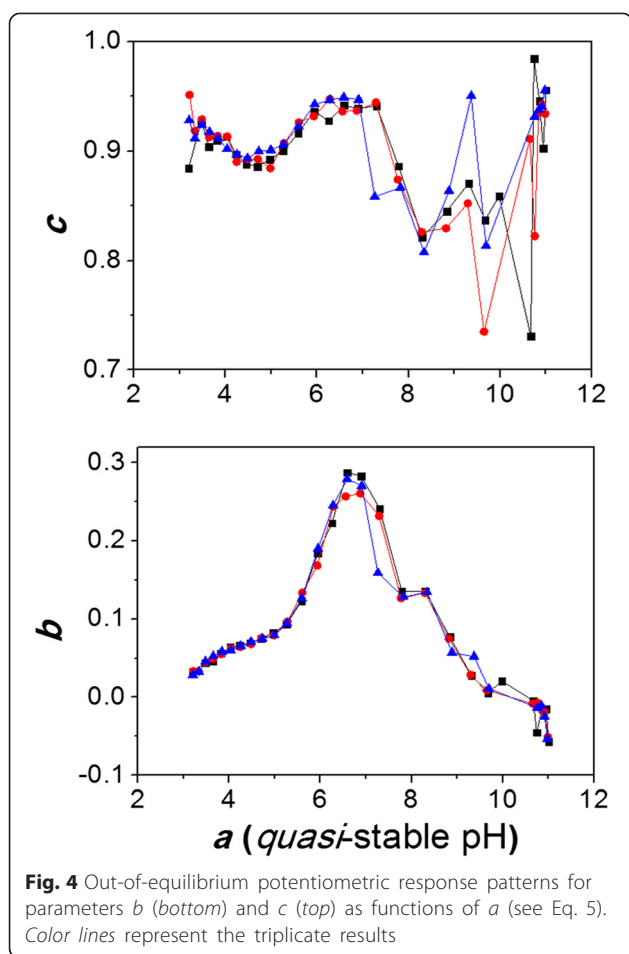 1.0
0.9
0.8
0.7
c
2 4 6 8 10 12
0.3
0.2
0.1
0.0
-0.1
b
2 4 6 8 10 12
a (quasi-stable pH)
Fig. 4 Out-of-equilibrium potentiometric response patterns for
parameters b (bottom) and c (top) as functions of a (see Eq. 5).
Color lines represent the triplicate results